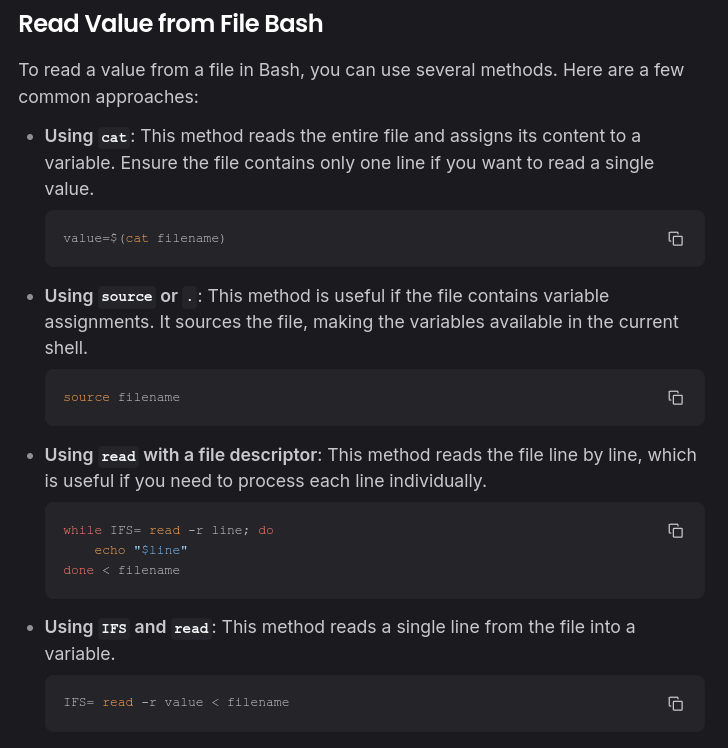 Read Value from File Bash
To read a value from a file in Bash, you can use several methods. Here are a few
common approaches:
• Using cat: This method reads the entire file and assigns its content to a
variable. Ensure the file contains only one line if you want to read a single
value.
value=$(cat filename)
• Using source or .: This method is useful if the file contains variable
assignments. It sources the file, making the variables available in the current
shell.
source filename
• Using read with a file descriptor: This method reads the file line by line, which
is useful if you need to process each line individually.
while IFS= read -r line; do
    echo "$line"
done < filename
• Using IFS and read: This method reads a single line from the file into a
variable.
IFS= read -r value < filename